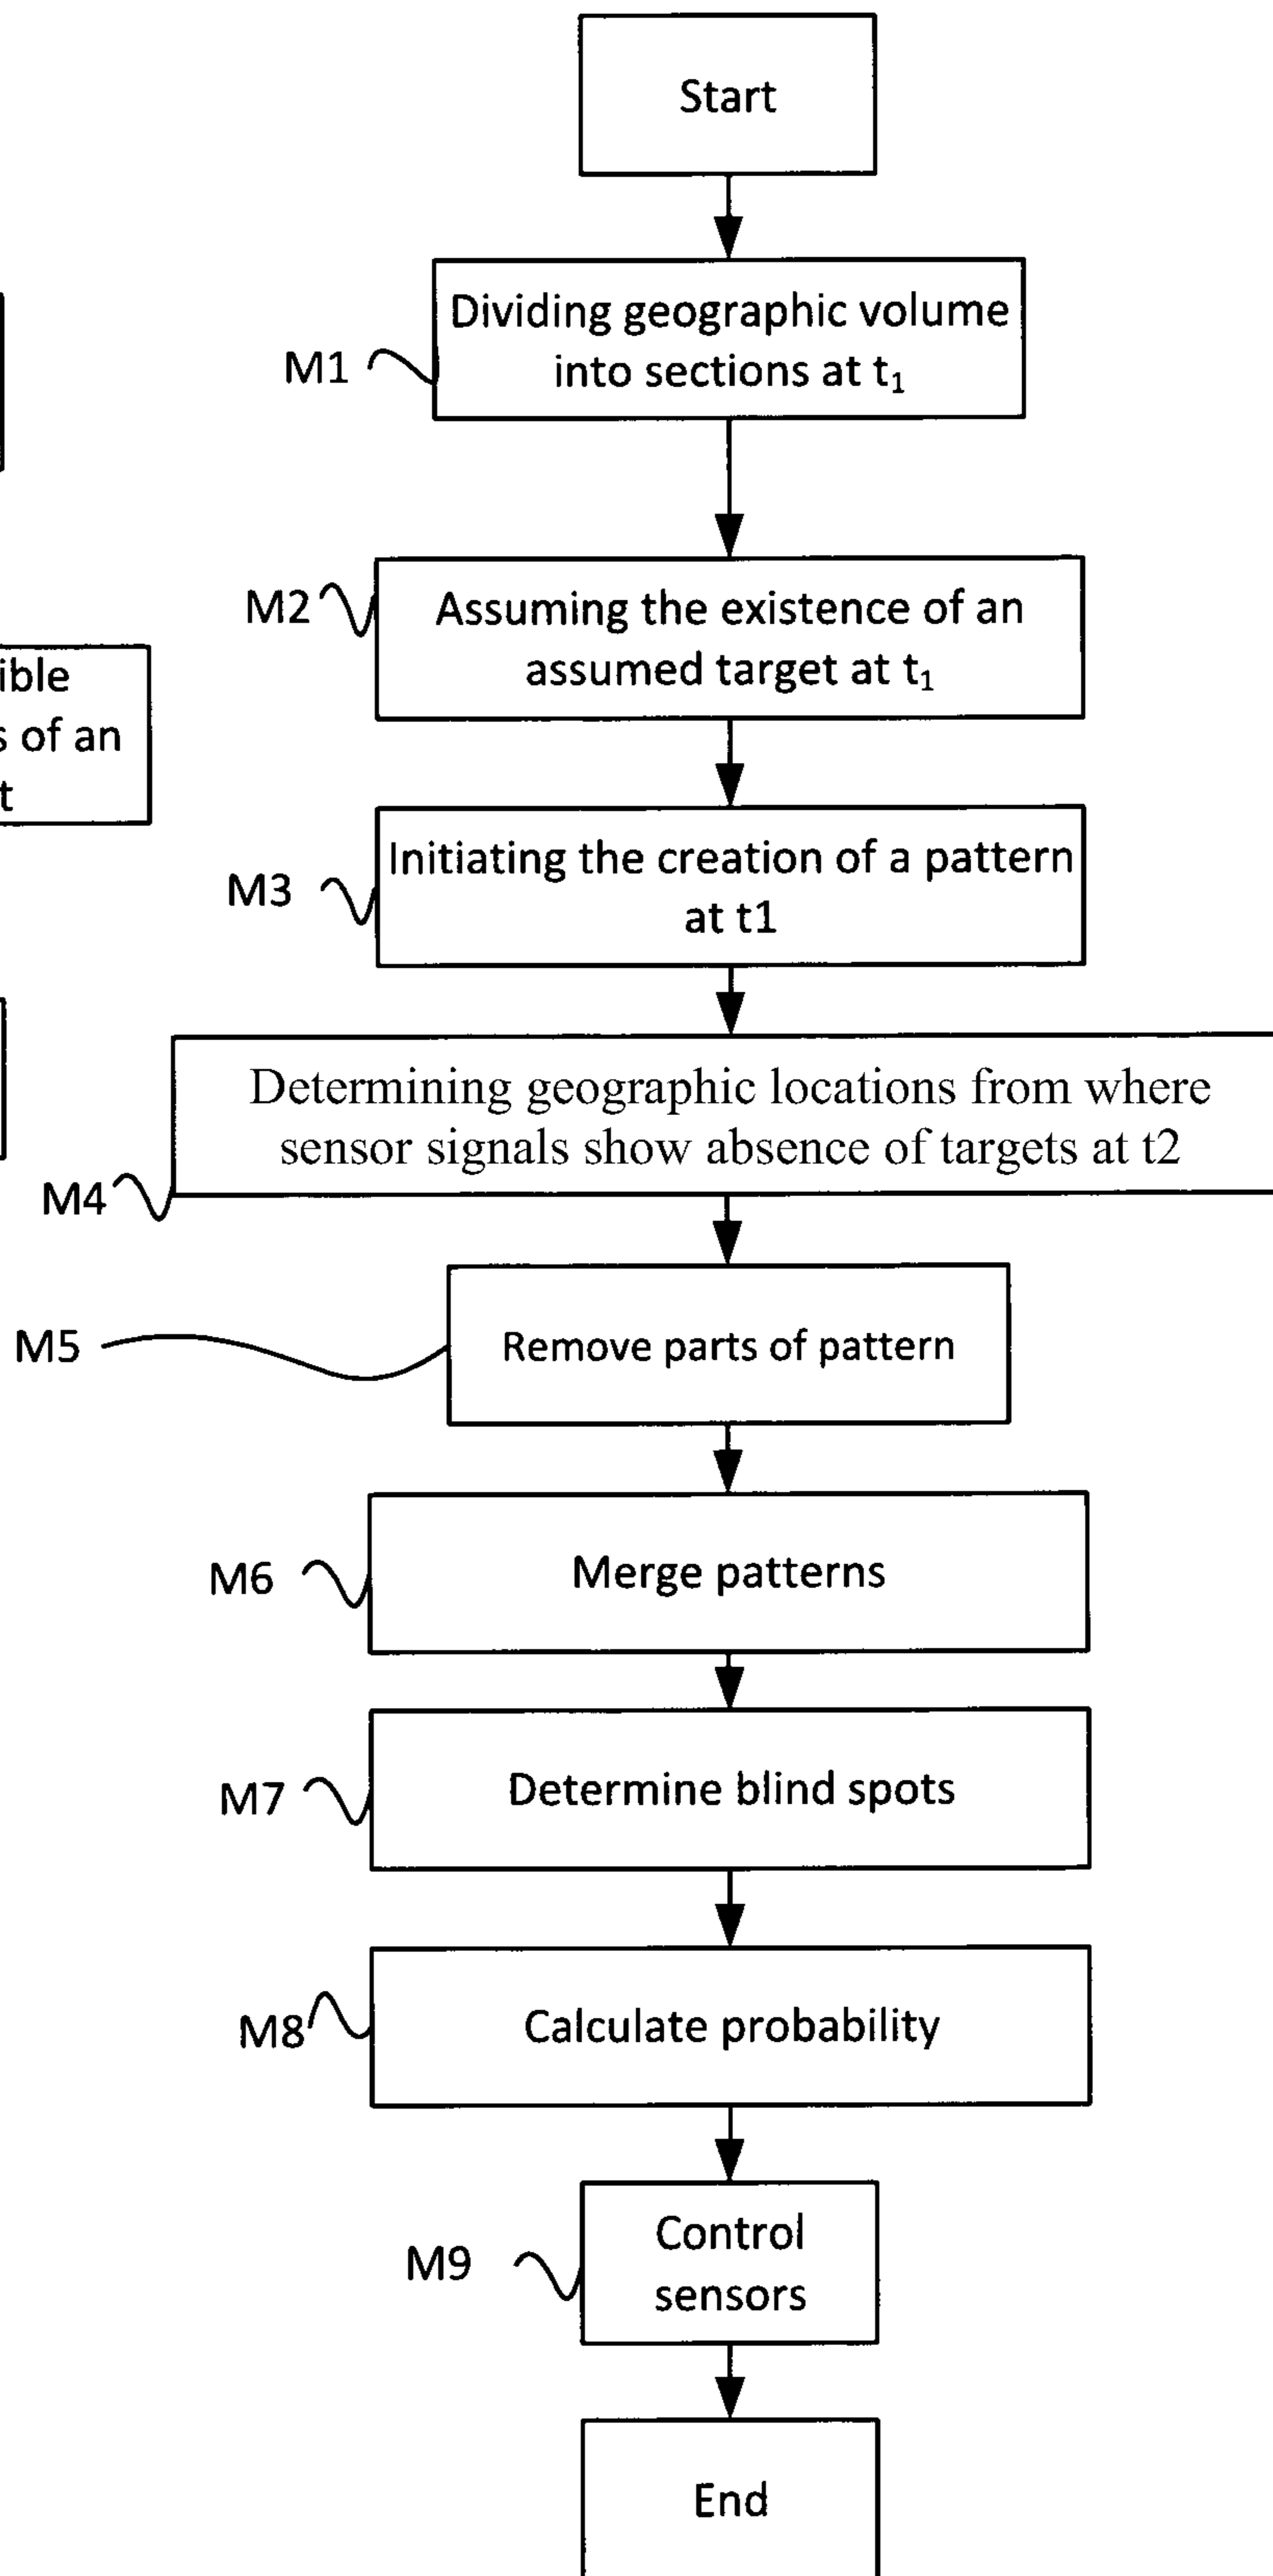 Start
Dividing geographic volume
into sections at t₁
M1
Assuming the existence of an
assumed target at t₁
M2
ible
s of an
t
Initiating the creation of a pattern
at t1
M3
Determining geographic locations from where
sensor signals show absence of targets at t2
M4
Remove parts of pattern
M5
Merge patterns
M6
Determine blind spots
M7
Calculate probability
M8
Control
sensors
M9
End